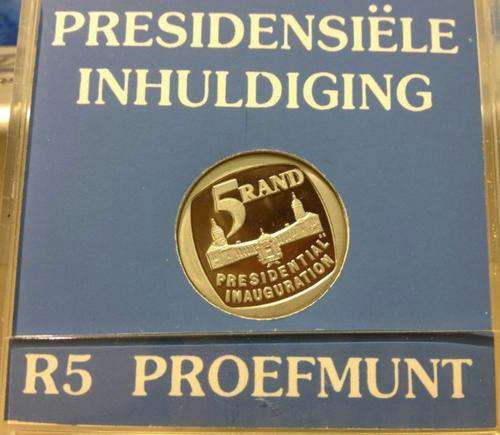 PRESIDENSIËLE
INHULDIGING
5 RAND
PRESIDENTIAL
INAUGURATION
R5 PROEFMUNT